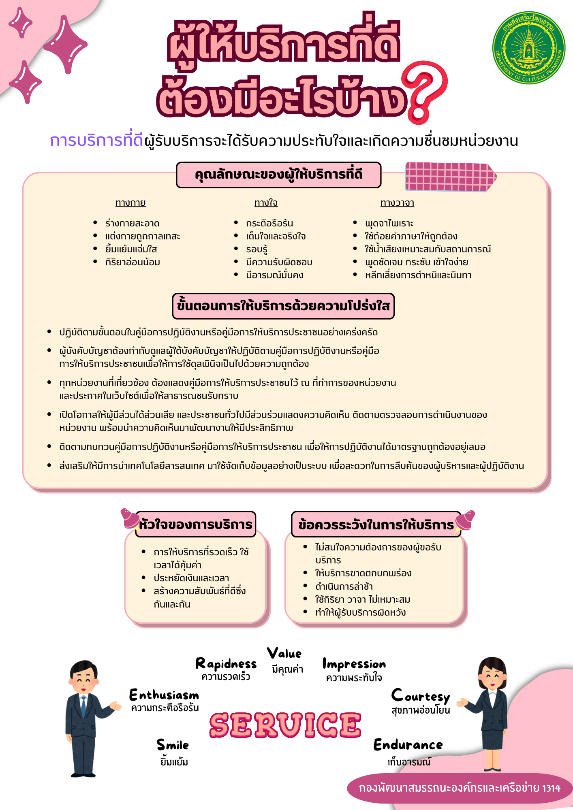 ผู้ให้บริการที่ดี
ต้องมีอะไรบ้าง?
การบริการที่ดีผู้รับบริการจะได้รับความประทับใจและเกิดความชื่นชมหน่วยงาน
คุณลักษณะของผู้ให้บริการที่ดี
ทางกาย
• ร่างกายสะอาด
• แต่งกายถูกกาลเทสะ
• ยิ้มแย้มแจ่มใส
• กิริยาอ่อนน้อม
ทางใจ
• กระตือรือร้น
• เต็มใจและจริงใจ
• รอบรู้
• มีความรับผิดชอบ
• มีอารมณ์มั่นคง
ทางวาจา
• พูดจาไพเราะ
• ใช้ถ้อยคำภาษาให้ถูกต้อง
• ใช้น้ำเสียงเหมาะสมกับสถานการณ์
• พูดชัดเจน กระชับ เข้าใจง่าย
• หลีกเลี่ยงการตำหนิและนินทา
ขั้นตอนการให้บริการด้วยความโปร่งใส
• ปฏิบัติตามขั้นตอนในคู่มือการปฏิบัติงานหรือคู่มือการให้บริการประชาชนอย่างเคร่งครัด
• ผู้บังคับบัญชาต้องกำกับดูแลผู้ใต้บังคับบัญชาให้ปฏิบัติตามคู่มือการปฏิบัติงานหรือคู่มือ
การให้บริการประชาชนเพื่อให้การใช้ดุลพินิจเป็นไปด้วยความถูกต้อง
• ทุกหน่วยงานที่เกี่ยวข้อง ต้องแสดงคู่มือการให้บริการประชาชนไว้ ณ ที่ทำการของหน่วยงาน
และประกาศในเว็บไซต์เพื่อให้สาธารณชนรับทราบ
• เปิดโอกาสให้ผู้มีส่วนได้ส่วนเสีย และประชาชนทั่วไปมีส่วนร่วมแสดงความคิดเห็น ติดตามตรวจสอบการดำเนินงานของ
หน่วยงาน พร้อมนำความคิดเห็นมาพัฒนางานให้มีประสิทธิภาพ
• ติดตามทบทวนคู่มือการปฏิบัติงานหรือคู่มือการให้บริการประชาชน เพื่อให้การปฏิบัติงานได้มาตรฐานถูกต้องอยู่เสมอ
• ส่งเสริมให้มีการนำเทคโนโลยีสารสนเทศ มาใช้จัดเก็บข้อมูลอย่างเป็นระบบ เพื่อสะดวกในการสืบค้นของผู้บริหารและผู้ปฏิบัติงาน
หัวใจของการบริการ
• การให้บริการที่รวดเร็ว ใช้
เวลาได้คุ้มค่า
• ประหยัดเงินและเวลา
• สร้างความสัมพันธ์ที่ดีซึ่ง
กันและกัน
ข้อควรระวังในการให้บริการ
• ไม่สนใจความต้องการของผู้ขอรับ
บริการ
• ให้บริการขาดตกบกพร่อง
• ดำเนินการล่าช้า
• ใช้กิริยา วาจา ไม่เหมาะสม
• ทำให้ผู้รับบริการผิดหวัง
Value
มีคุณค่า
Rapidness
ความรวดเร็ว
Impression
ความพระทับใจ
Enthusiasm
ความกระตือรือร้น
Courtesy
สุขภาพอ่อนโยน
SERVICE
Smile
ยิ้มแย้ม
Endurance
เก็บอารมณ์
กองพัฒนาสมรรถนะองค์กรและเครือข่าย 1314